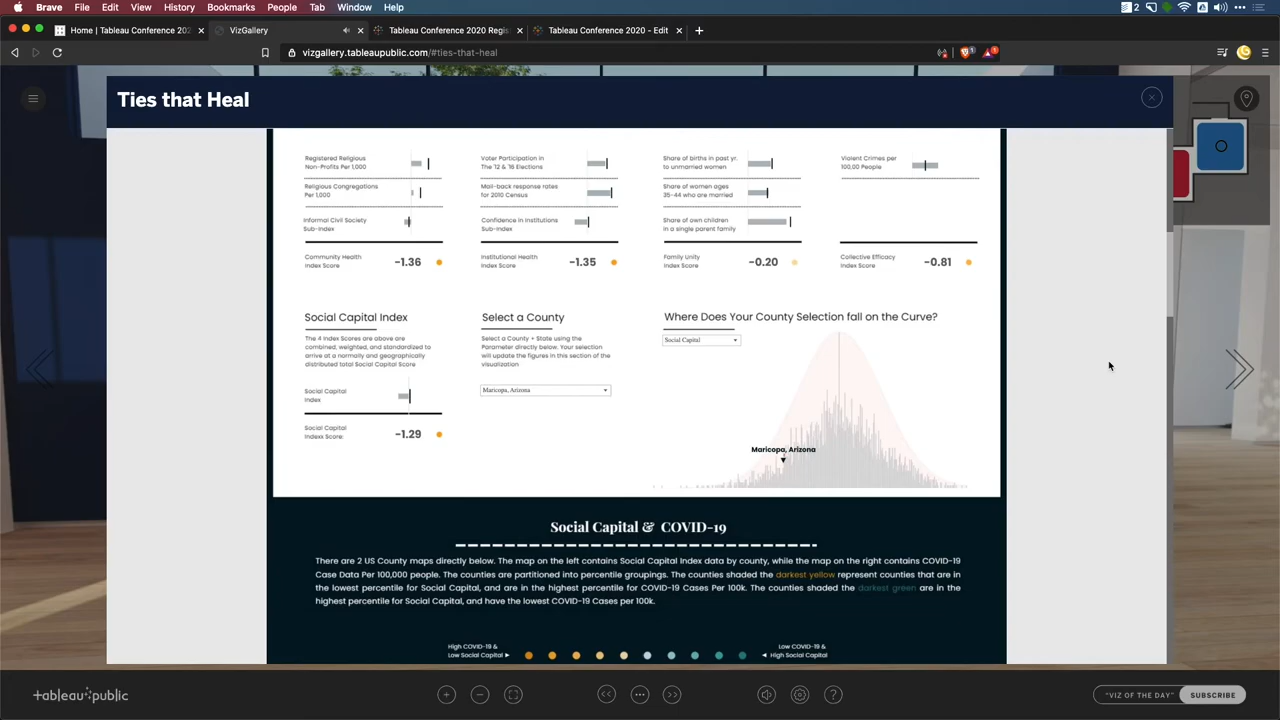 Brave File Edit View History Bookmarks People Tab Window Help
2
Home | Tableau Conference 202
VizGallery
Tableau Conference 2020 Regis
Tableau Conference 2020 - Edit
vizgallery.tableaupublic.com/#ties-that-heal
Ties that Heal
Registered Religious
Non-Profits Per 1,000
Voter Participation in
The '12 & '16 Elections
Share of births in past yr.
to unmarried women
Violent Crimes per
100,00 People
Religious Congregations
Per 1,000
Mail-back response rates
for 2010 Census
Share of women ages
35-44 who are married
Informal Civil Society
Sub-Index
Confidence in Institutions
Sub-Index
Share of own children
in a single parent family
Community Health
Index Score
-1.36
Institutional Health
Index Score
-1.35
Family Unity
Index Score
-0.20
Collective Efficacy
Index Score
-0.81
Social Capital Index
The 4 Index Scores are above are
combined, weighted, and standardized to
arrive at a normally and geographically
distributed total Social Capital Score
Social Capital
Index
Social Capital
Indexx Score:
-1.29
Select a County
Select a County + State using the
Parameter directly below. Your selection
will update the figures in this section of the
visualization
Maricopa, Arizona
Where Does Your County Selection fall on the Curve?
Social Capital
Maricopa, Arizona
Social Capital & COVID-19
There are 2 US County maps directly below. The map on the left contains Social Capital Index data by county, while the map on the right contains COVID-19
Case Data Per 100,000 people. The counties are partitioned into percentile groupings. The counties shaded the darkest yellow represent counties that are in
the lowest percentile for Social Capital, and are in the highest percentile for COVID-19 Cases Per 100k. The counties shaded the darkest green are in the
highest percentile for Social Capital, and have the lowest COVID-19 Cases per 100k.
High COVID-19 &
Low Social Capital
Low COVID-19 &
High Social Capital
tableau public
"VIZ OF THE DAY" SUBSCRIBE